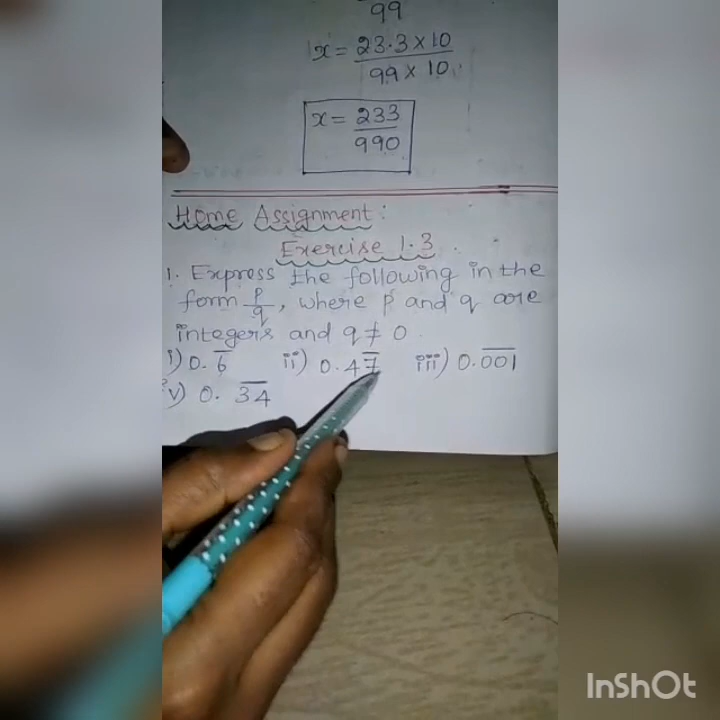 99
x = 23.3 × 10
99 × 10
x = 233
990
Home Assignment:
Exercise 1.3.
1. Express the following in the
form p/q, where p and q are
integers and q ≠ 0.
i) 0.6̅ ii) 0.47̅ iii) 0.0̅0̅1̅
v) 0.3̅4̅
InShOt